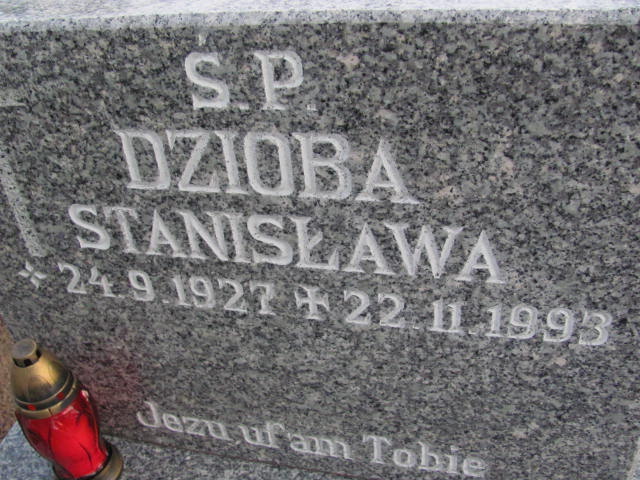 Ś.P.
DZIOBA
STANISŁAWA
24.9.1927 ✝ 22.11.1993
Jezu ufam Tobie